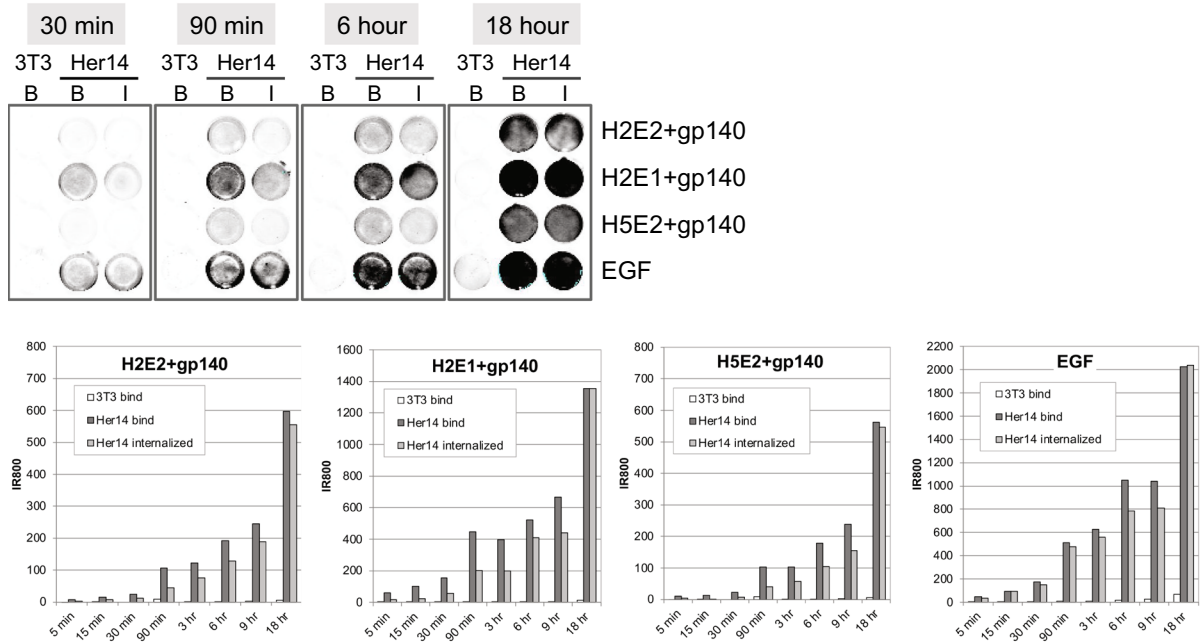 30 min 90 min 6 hour 18 hour
3T3 Her14 3T3 Her14 3T3 Her14 3T3 Her14
B B I B B I B B I B B I
H2E2+gp140
H2E1+gp140
H5E2+gp140
EGF
H2E2+gp140
800
700
600
500
400
300
200
100
0
IR800
3T3 bind
Her14 bind
Her14 internalized
5 min 15 min 30 min 90 min 3 hr 6 hr 9 hr 18 hr
H2E1+gp140
1600
1400
1200
1000
800
600
400
200
0
IR800
3T3 bind
Her14 bind
Her14 internalized
5 min 15 min 30 min 90 min 3 hr 6 hr 9 hr 18 hr
H5E2+gp140
800
700
600
500
400
300
200
100
0
IR800
3T3 bind
Her14 bind
Her14 internalized
5 min 15 min 30 min 90 min 3 hr 6 hr 9 hr 18 hr
EGF
2200
2000
1800
1600
1400
1200
1000
800
600
400
200
0
IR800
3T3 bind
Her14 bind
Her14 internalized
5 min 15 min 30 min 90 min 3 hr 6 hr 9 hr 18 hr